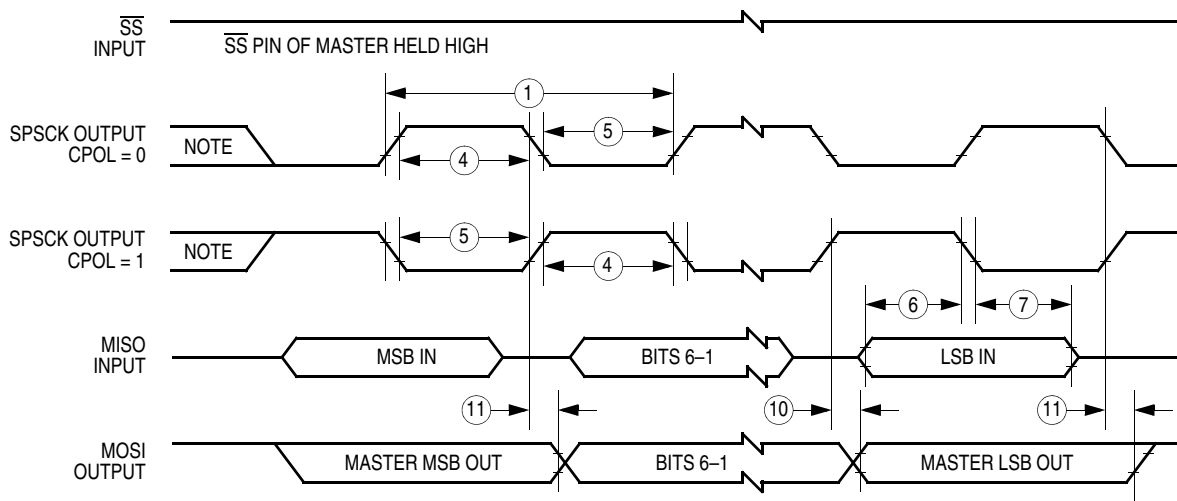 SS
INPUT
SS PIN OF MASTER HELD HIGH
1
SPSCK OUTPUT
CPOL = 0
NOTE
4
5
SPSCK OUTPUT
CPOL = 1
NOTE
5
4
6
7
MISO
INPUT
MSB IN
BITS 6–1
LSB IN
11
10
11
MOSI
OUTPUT
MASTER MSB OUT
BITS 6–1
MASTER LSB OUT